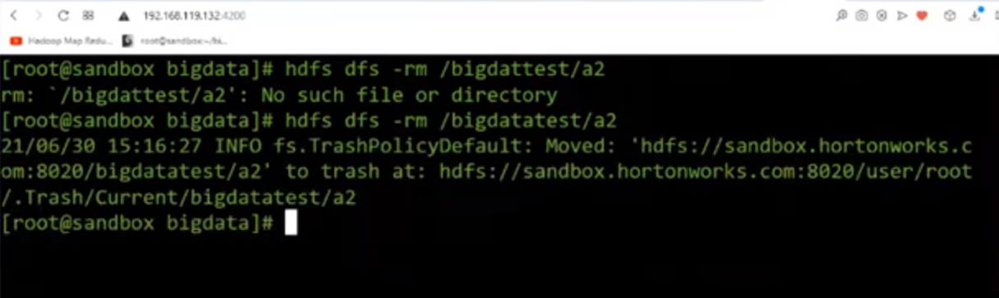 192.168.119.132:4200
Hadoop Map Redu... root@sandbox:~/bi...
[root@sandbox bigdata]# hdfs dfs -rm /bigdattest/a2
rm: `/bigdattest/a2': No such file or directory
[root@sandbox bigdata]# hdfs dfs -rm /bigdatatest/a2
21/06/30 15:16:27 INFO fs.TrashPolicyDefault: Moved: 'hdfs://sandbox.hortonworks.c
om:8020/bigdatatest/a2' to trash at: hdfs://sandbox.hortonworks.com:8020/user/root
/.Trash/Current/bigdatatest/a2
[root@sandbox bigdata]#